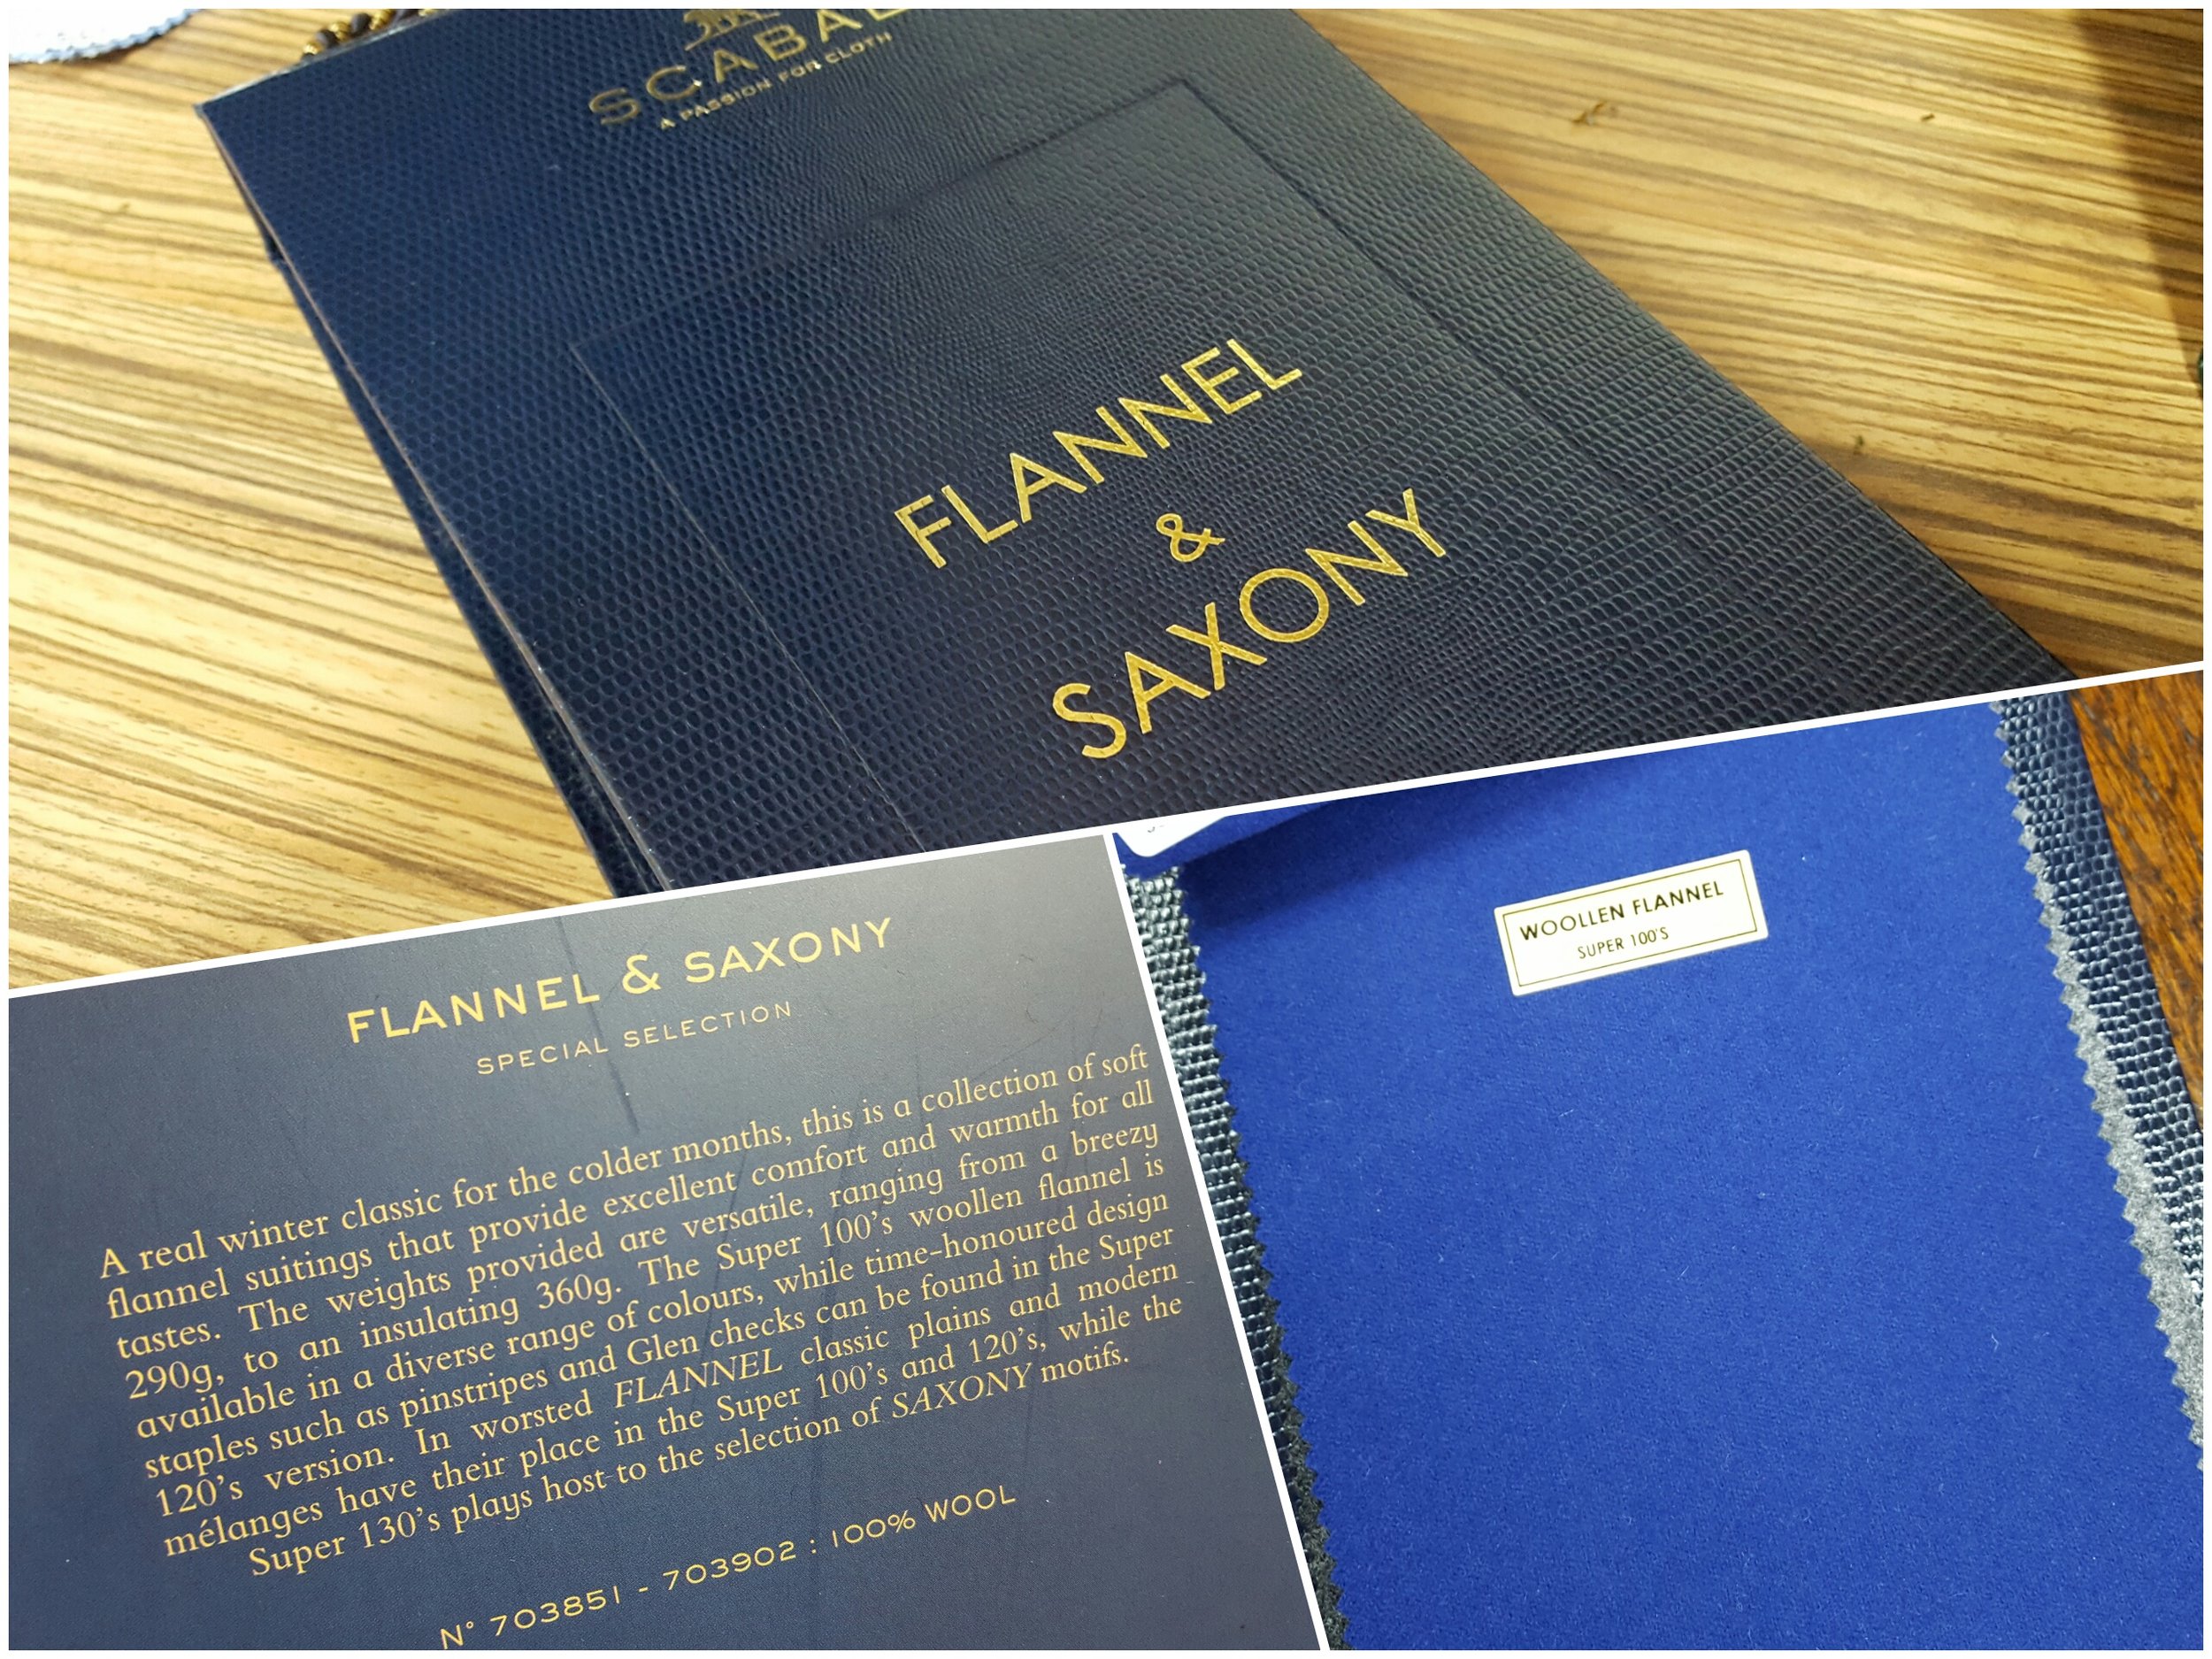 A PASSION FOR CLOTH
FLANNEL
&
SAXONY
FLANNEL & SAXONY
SPECIAL SELECTION
A real winter classic for the colder months, this is a collection of soft
flannel suitings that provide excellent comfort and warmth for all
tastes. The weights provided are versatile, ranging from a breezy
290g, to an insulating 360g. The Super 100's woollen flannel is
available in a diverse range of colours, while time-honoured design
staples such as pinstripes and Glen checks can be found in the Super
120's version. In worsted FLANNEL classic plains and modern
mélanges have their place in the Super 100's and 120's, while the
Super 130's plays host to the selection of SAXONY motifs.
N° 703851 - 703902 : 100% WOOL
WOOLLEN FLANNEL
SUPER 100'S